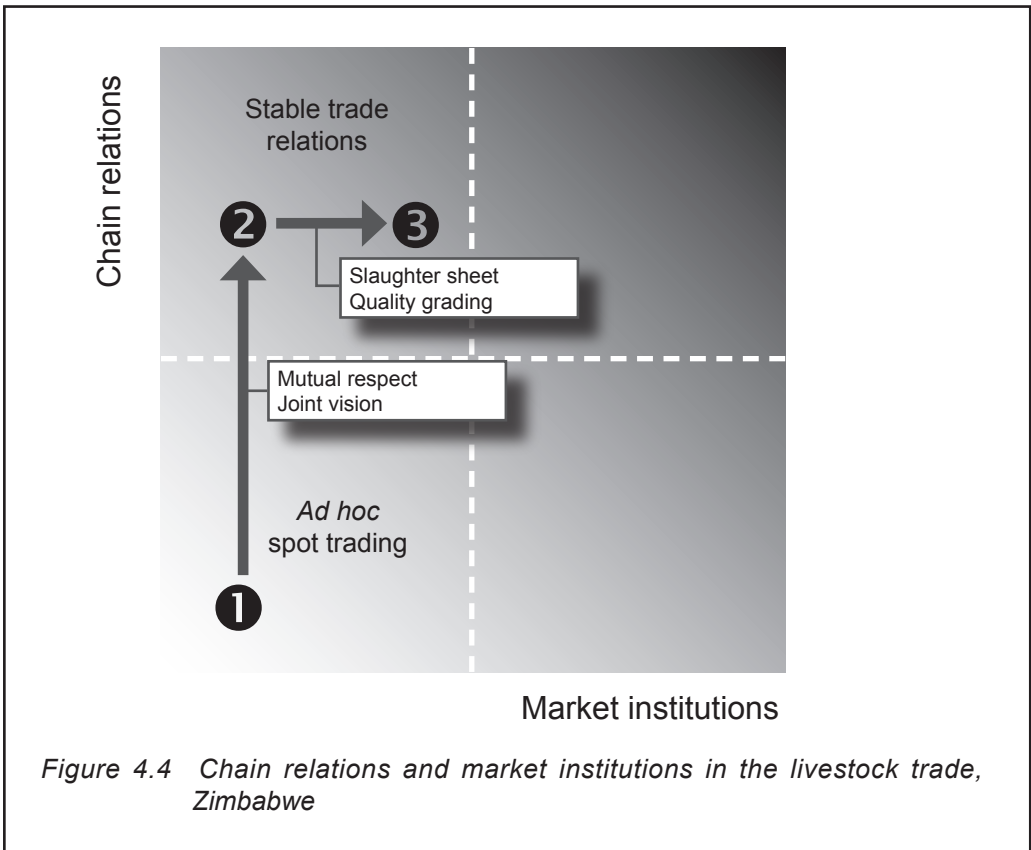 Chain relations
Stable trade
relations
2
3
Slaughter sheet
Quality grading
Mutual respect
Joint vision
Ad hoc
spot trading
1
Market institutions
Figure 4.4 Chain relations and market institutions in the livestock trade,
Zimbabwe